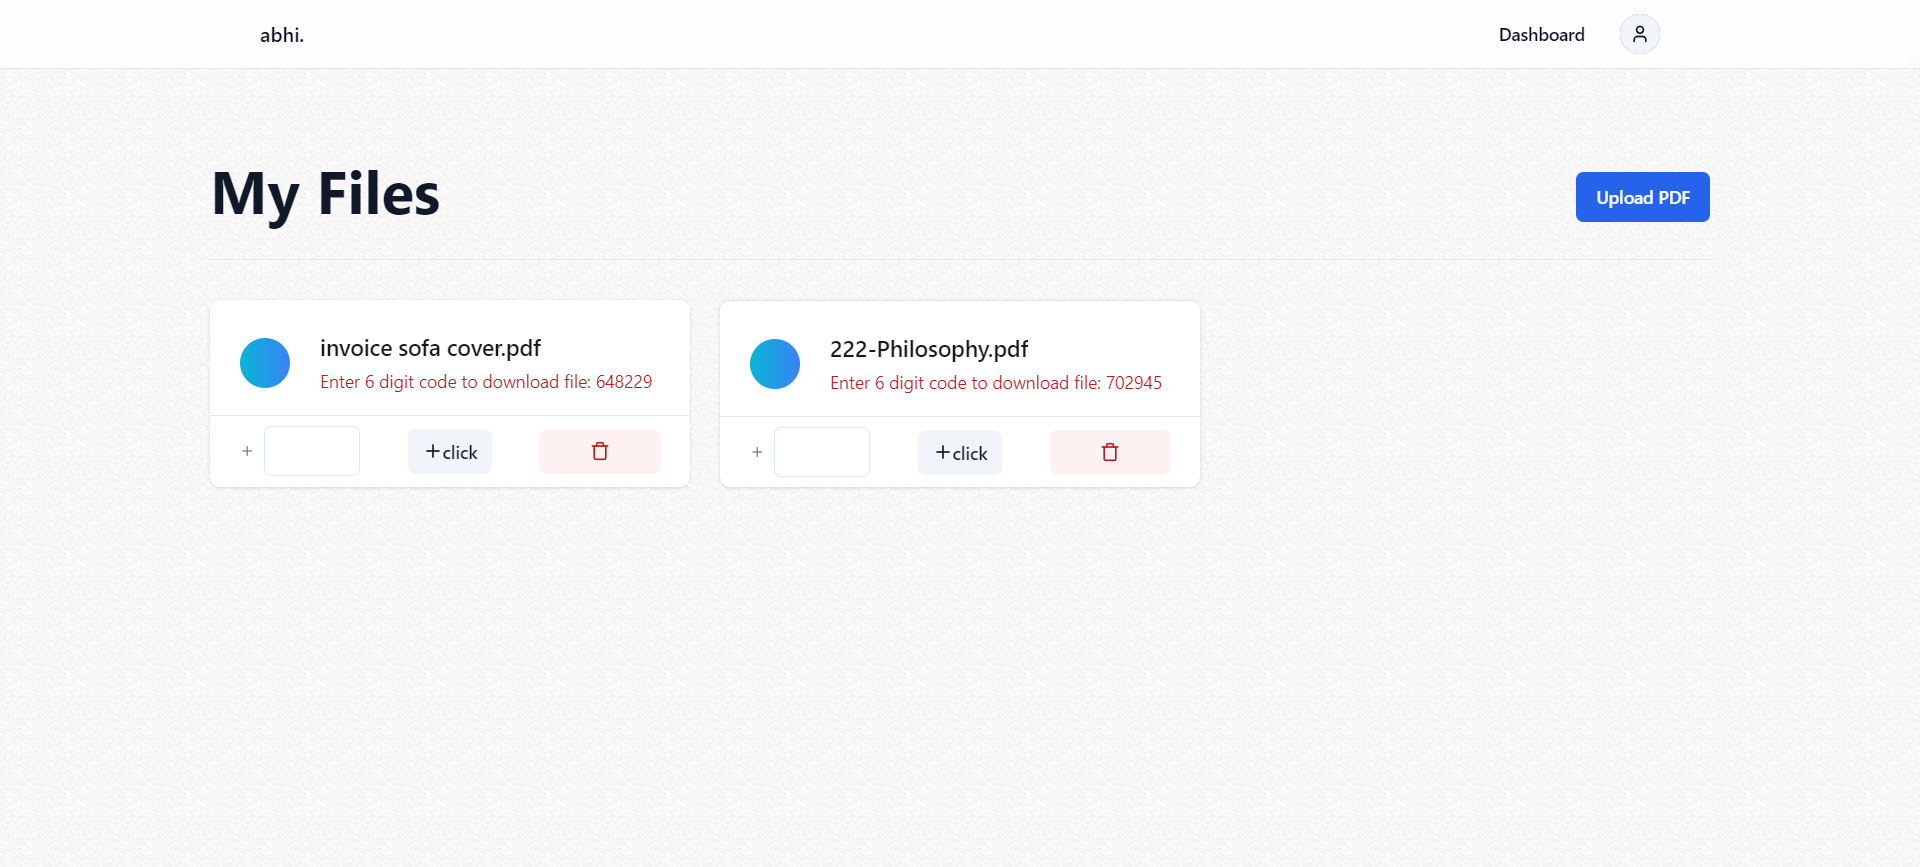 abhi.
Dashboard
My Files
Upload PDF
invoice sofa cover.pdf
Enter 6 digit code to download file: 648229
+
+click
222-Philosophy.pdf
Enter 6 digit code to download file: 702945
+
+click